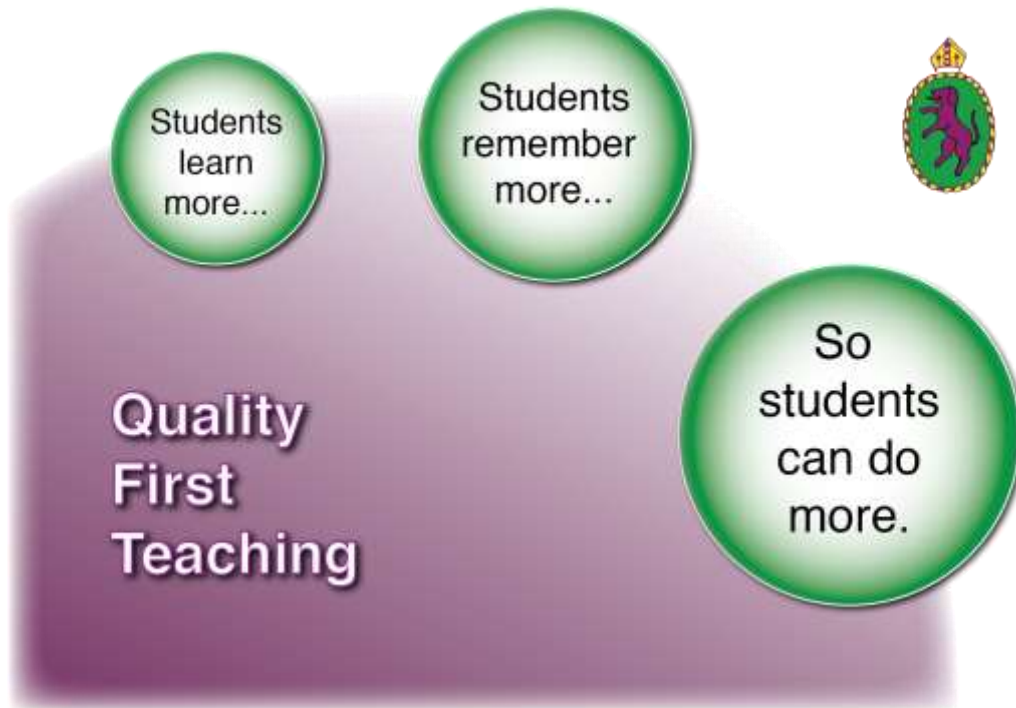 Students
learn
more...
Students
remember
more...
So
students
can do
more.
Quality
First
Teaching